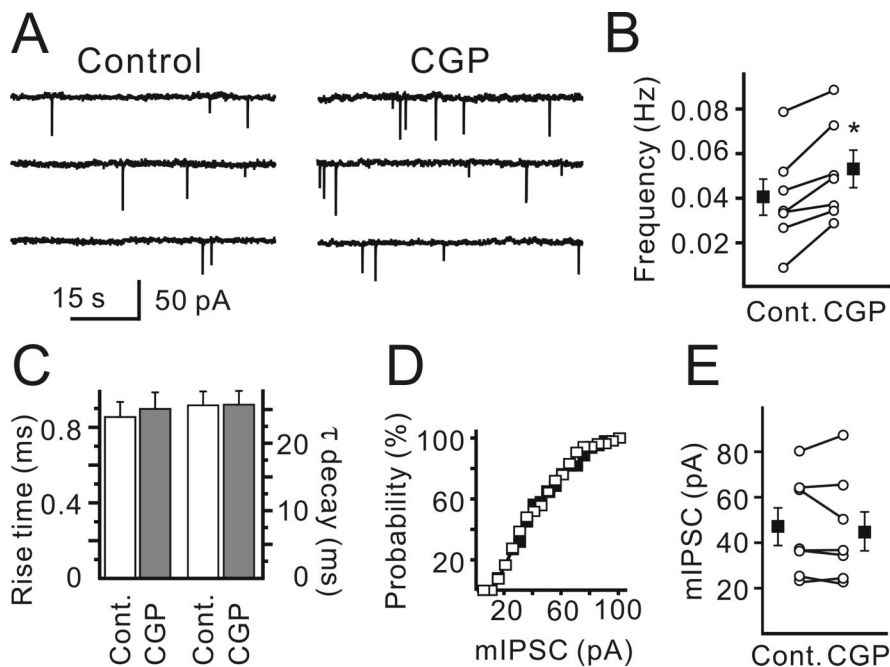 A
Control
CGP
15 s
50 pA
B
Frequency (Hz)
0.08
0.06
0.04
0.02
*
Cont. CGP
C
Rise time (ms)
0.8
0.4
0
20
10
0
τ decay (ms)
Cont.
CGP
Cont.
CGP
D
Probability (%)
100
60
20
20
60
100
mIPSC (pA)
E
mIPSC (pA)
80
60
40
20
Cont. CGP